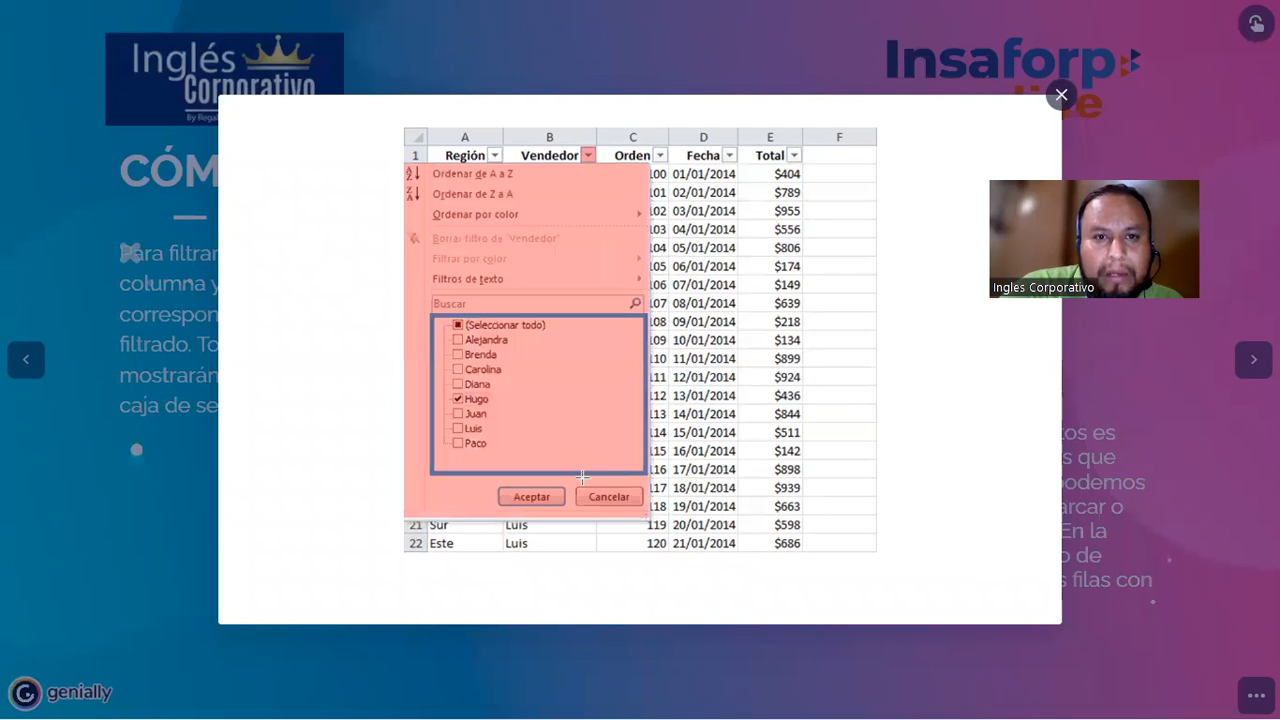 Inglés
Corporativo
By Regal
Insaforp
CÓM
Para filtrar
columna y
correspon
filtrado. To
mostrarán
caja de se
A B C D E F
1 Región Vendedor Orden Fecha Total
Ordenar de A a Z
Ordenar de Z a A
Ordenar por color
Borrar filtro de "Vendedor"
Filtrar por color
Filtros de texto
Buscar
(Seleccionar todo)
Alejandra
Brenda
Carolina
Diana
Hugo
Juan
Luis
Paco
Aceptar Cancelar
100 01/01/2014 $404
101 02/01/2014 $789
102 03/01/2014 $955
103 04/01/2014 $556
104 05/01/2014 $806
105 06/01/2014 $174
106 07/01/2014 $149
107 08/01/2014 $639
108 09/01/2014 $218
109 10/01/2014 $134
110 11/01/2014 $899
111 12/01/2014 $924
112 13/01/2014 $436
113 14/01/2014 $844
114 15/01/2014 $511
115 16/01/2014 $142
116 17/01/2014 $898
117 18/01/2014 $939
118 19/01/2014 $663
21 Sur Luis 119 20/01/2014 $598
22 Este Luis 120 21/01/2014 $686
Ingles Corporativo
tos es
s que
podemos
arcar o
En la
o de
s filas con
genially